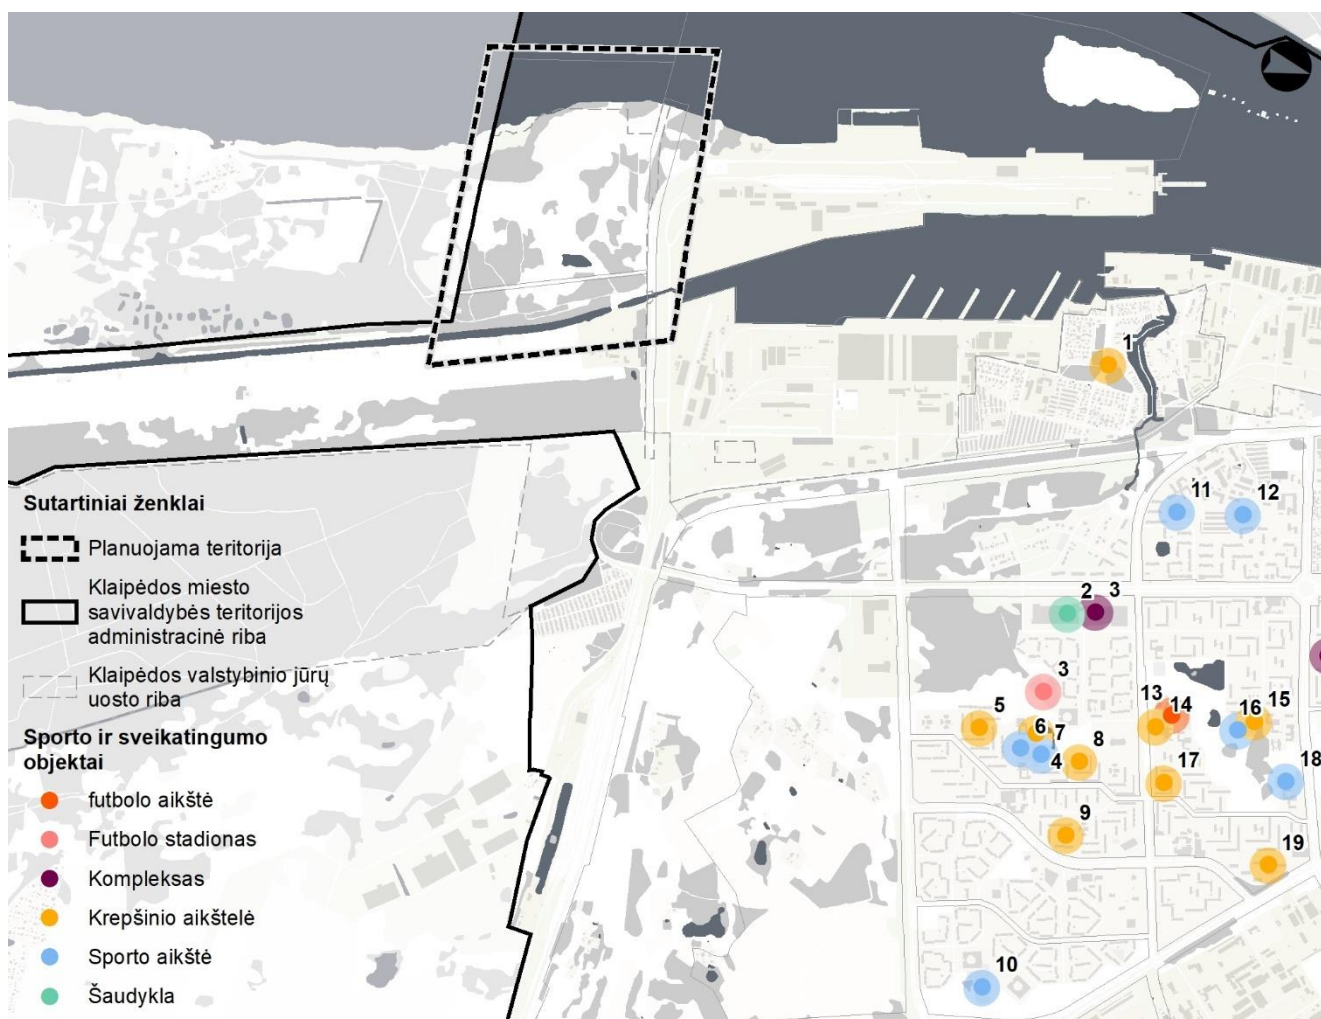 1
11
12
2
3
3
13
14
15
16
5
6
7
8
4
17
18
9
19
10
Sutartiniai ženklai
Planuojama teritorija
Klaipėdos miesto
savivaldybės teritorijos
administracinė riba
Klaipėdos valstybinio jūrų
uosto riba
Sporto ir sveikatingumo
objektai
futbolo aikštė
Futbolo stadionas
Kompleksas
Krepšinio aikštelė
Sporto aikštė
Šaudykla